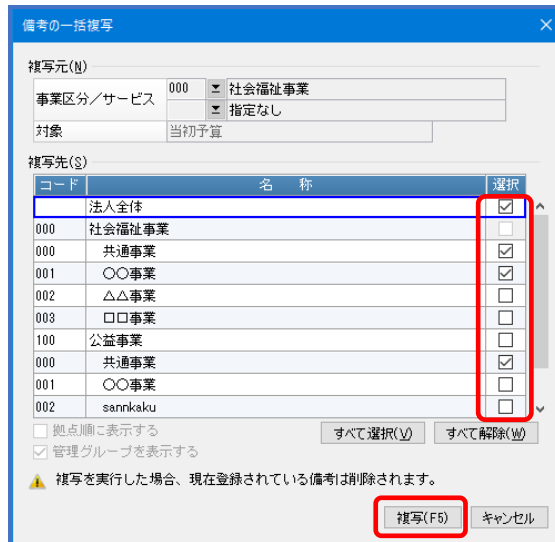 備考の一括複写
複写元(N)
事業区分/サービス 000 社会福祉事業
指定なし
対象 当初予算
複写先(S)
コード 名 称 選択
法人全体
000 社会福祉事業
000 共通事業
001 〇〇事業
002 △△事業
003 □□事業
100 公益事業
000 共通事業
001 〇〇事業
002 sannkaku
拠点順に表示する すべて選択(V) すべて解除(W)
管理グループを表示する
複写を実行した場合、現在登録されている備考は削除されます。
複写(F5) キャンセル